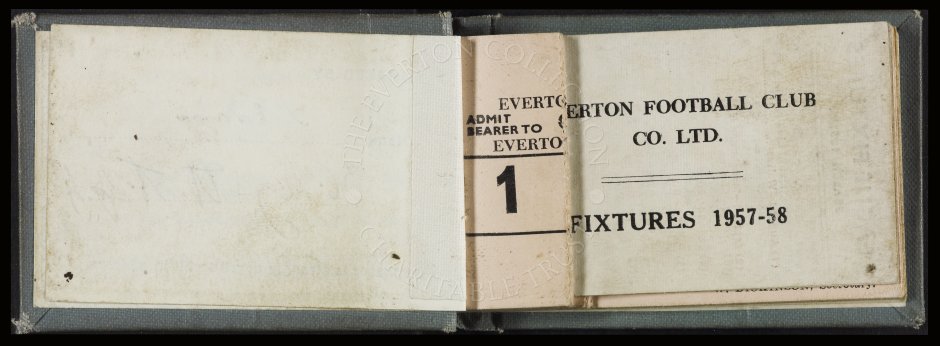 EVERTO
ADMIT
BEARER TO
EVERTO
1
ERTON FOOTBALL CLUB
CO. LTD.
FIXTURES 1957-58
Secretary.
THE EVERTON COLLECTION
CHARITABLE TRUST